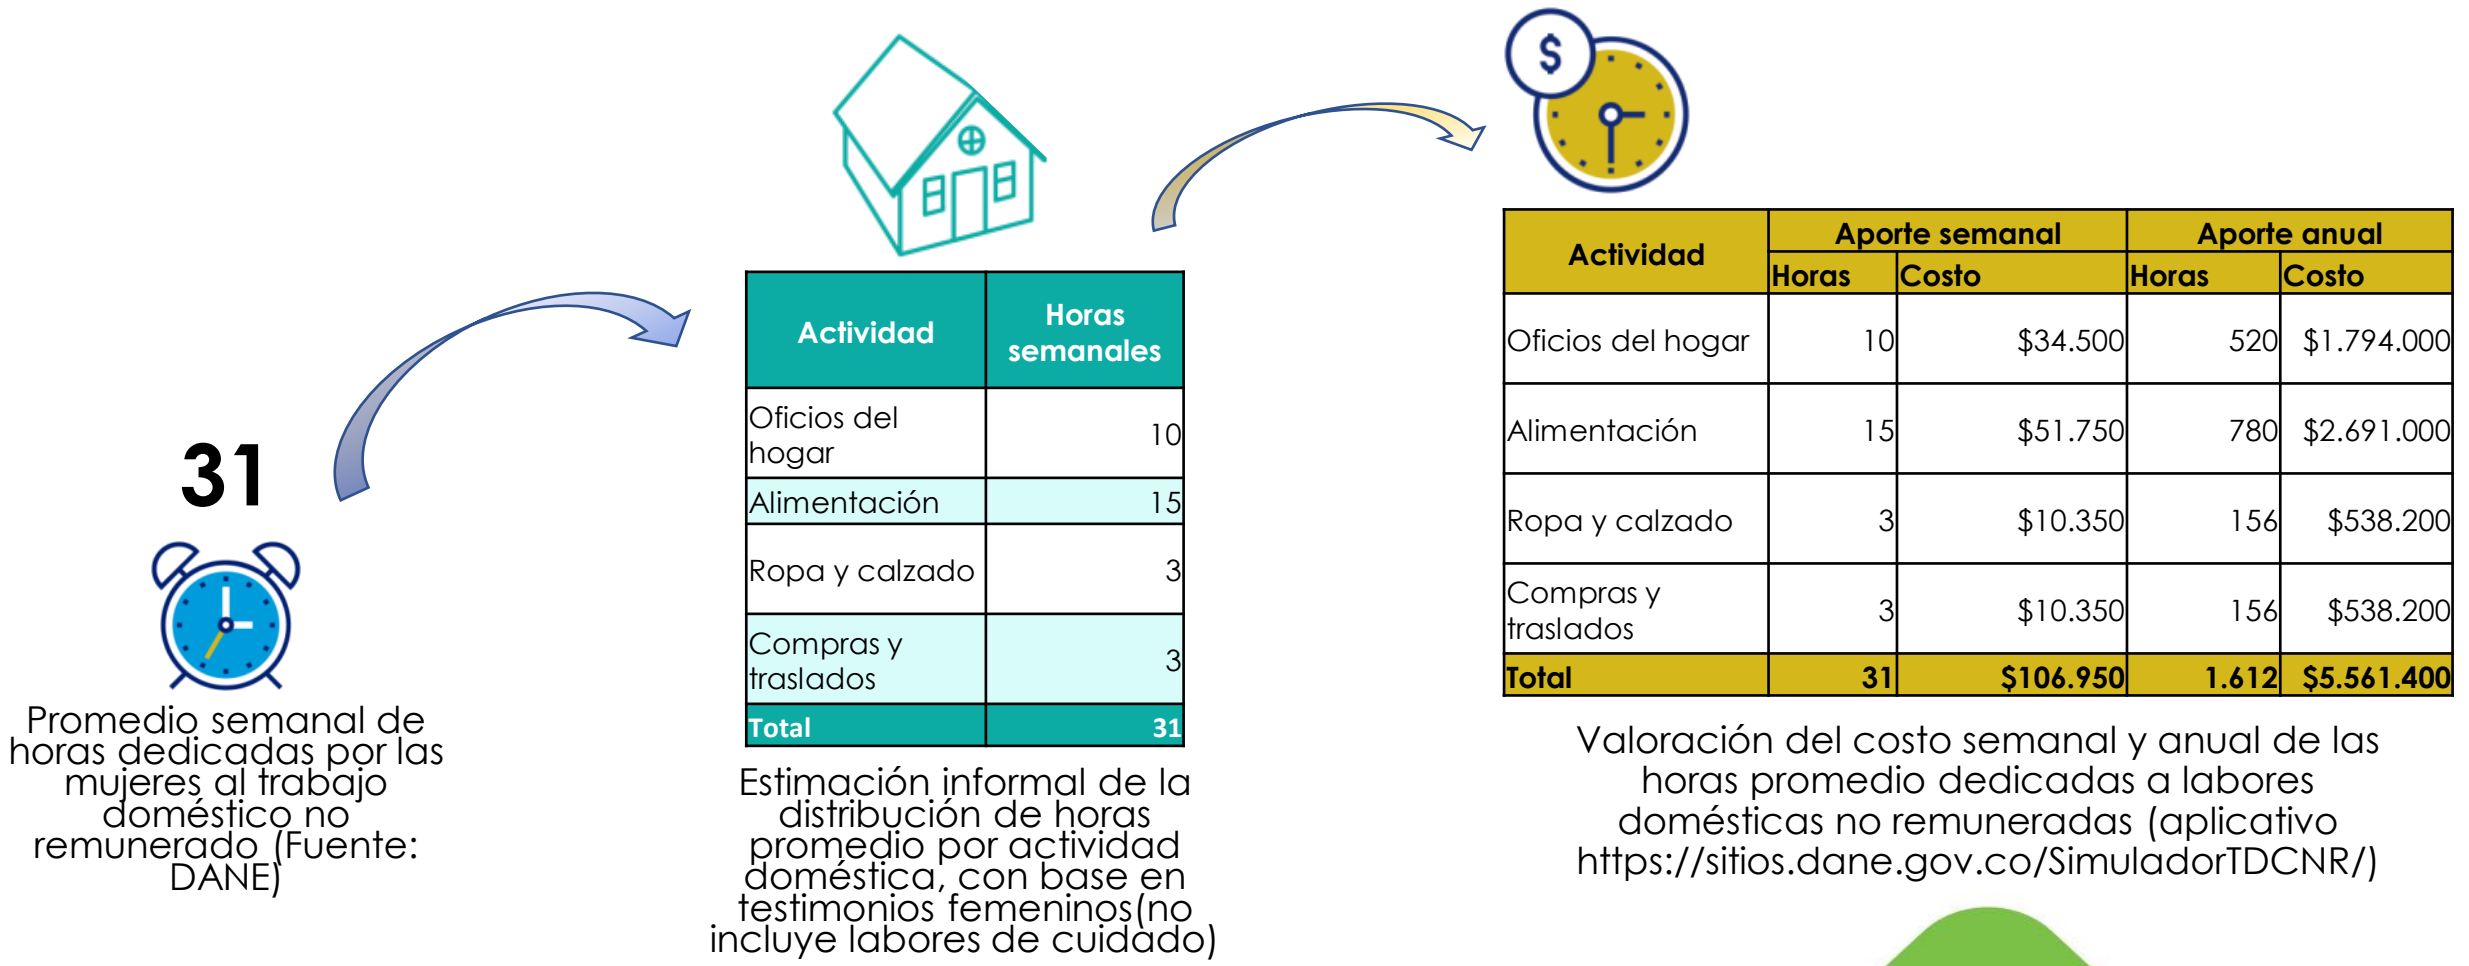 31
Promedio semanal de
horas dedicadas por las
mujeres al trabajo
doméstico no
remunerado (Fuente:
DANE)
Actividad Horas semanales
Oficios del hogar 10
Alimentación 15
Ropa y calzado 3
Compras y traslados 3
Total 31
Estimación informal de la
distribución de horas
promedio por actividad
doméstica, con base en
testimonios femeninos(no
incluye labores de cuidado)
$
Actividad Aporte semanal Aporte anual
Horas Costo Horas Costo
Oficios del hogar 10 $34.500 520 $1.794.000
Alimentación 15 $51.750 780 $2.691.000
Ropa y calzado 3 $10.350 156 $538.200
Compras y traslados 3 $10.350 156 $538.200
Total 31 $106.950 1.612 $5.561.400
Valoración del costo semanal y anual de las
horas promedio dedicadas a labores
domésticas no remuneradas (aplicativo
https://sitios.dane.gov.co/SimuladorTDCNR/)